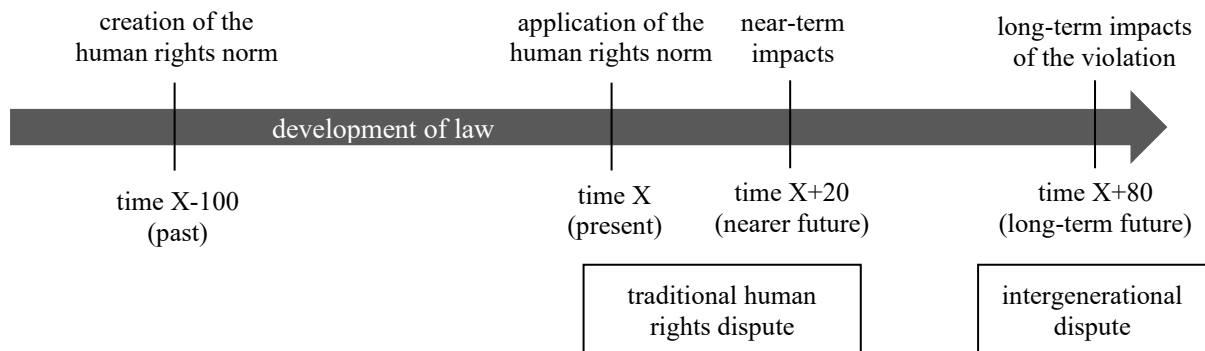 creation of the
human rights norm
application of the
human rights norm
near-term
impacts
long-term impacts
of the violation
development of law
time X-100
(past)
time X
(present)
time X+20
(nearer future)
time X+80
(long-term future)
traditional human
rights dispute
intergenerational
dispute